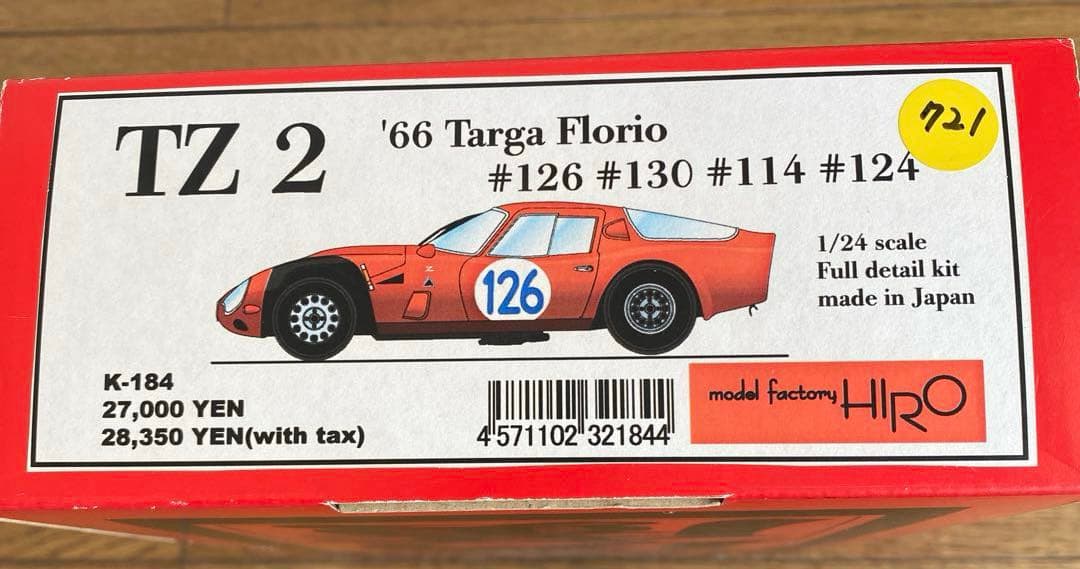 TZ 2
'66 Targa Florio
#126 #130 #114 #124
721
126
1/24 scale
Full detail kit
made in Japan
K-184
27,000 YEN
28,350 YEN(with tax)
4 571102 321844
model factory HIRO